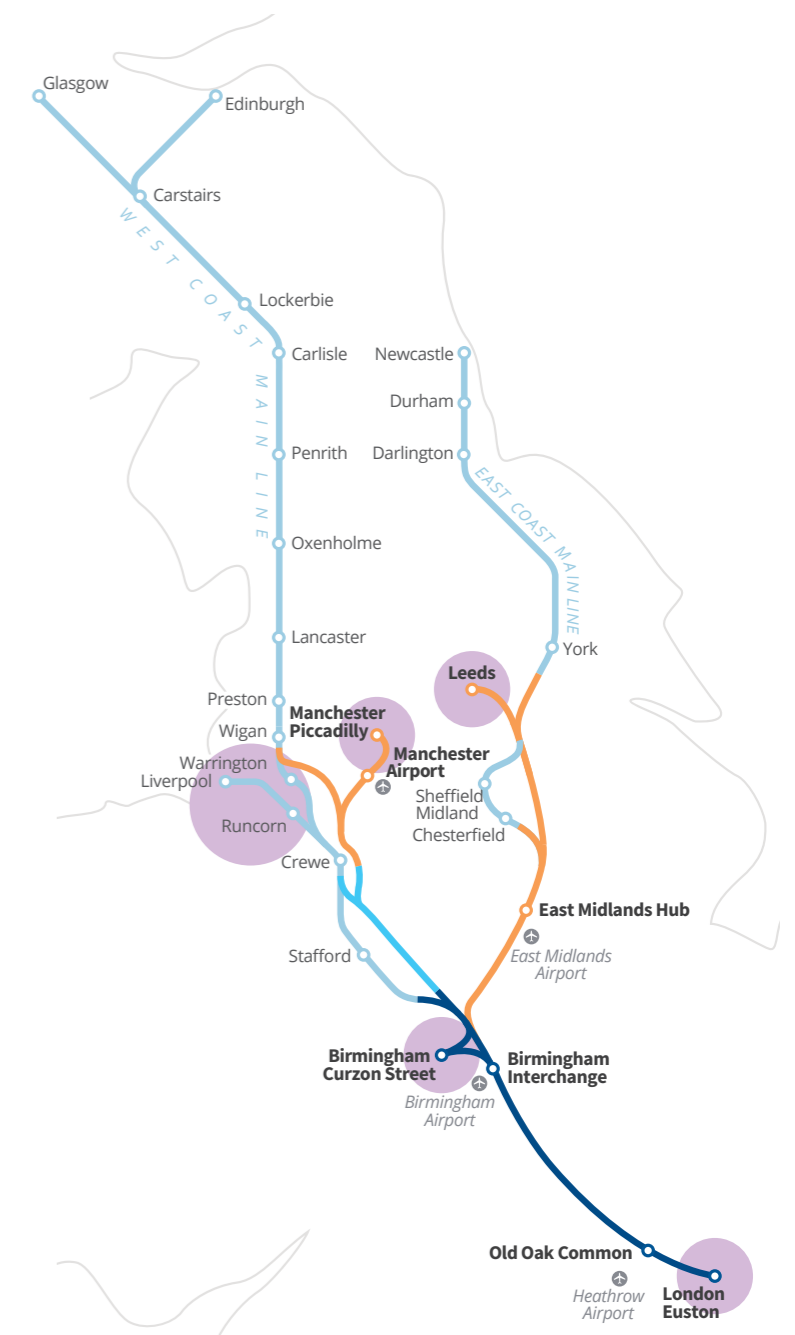 Glasgow
Edinburgh
Carstairs
WEST COAST MAIN LINE
Lockerbie
Carlisle
Newcastle
Durham
Penrith
Darlington
EAST COAST MAIN LINE
Oxenholme
Lancaster
York
Leeds
Preston
Manchester
Piccadilly
Wigan
Manchester
Airport
Warrington
Liverpool
Sheffield
Midland
Runcorn
Chesterfield
Crewe
East Midlands Hub
Stafford
East Midlands
Airport
Birmingham
Curzon Street
Birmingham
Interchange
Birmingham
Airport
Old Oak Common
Heathrow
Airport
London
Euston